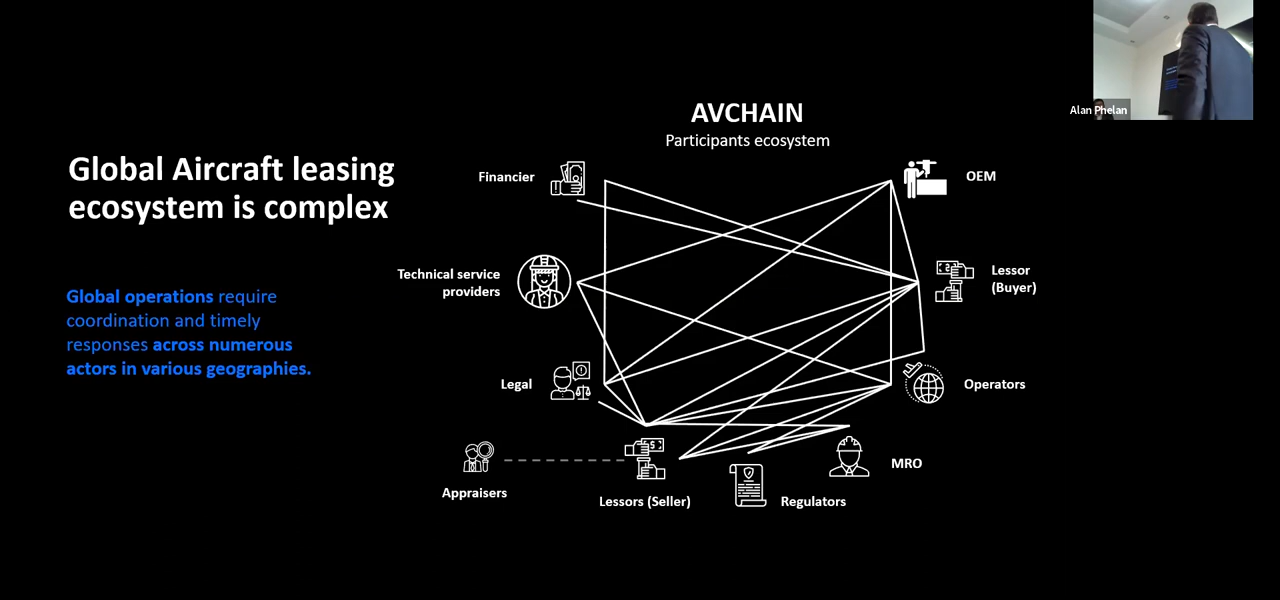 Alan Phelan
AVCHAIN
Participants ecosystem
Global Aircraft leasing
ecosystem is complex
Global operations require
coordination and timely
responses across numerous
actors in various geographies.
Financier
OEM
Technical service
providers
Lessor
(Buyer)
Legal
Operators
Appraisers
Lessors (Seller)
Regulators
MRO